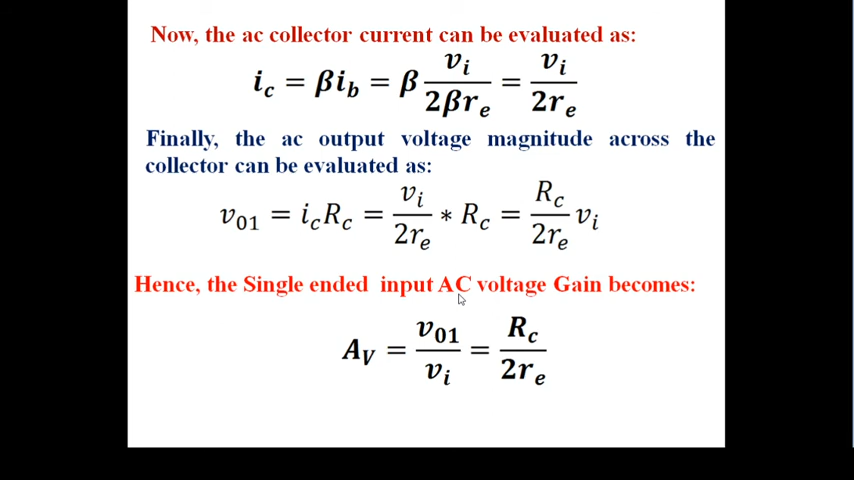 Now, the ac collector current can be evaluated as:
i_c = βi_b = β v_i/2βr_e = v_i/2r_e
Finally, the ac output voltage magnitude across the
collector can be evaluated as:
v_01 = i_cR_c = v_i/2r_e * R_c = R_c/2r_e v_i
Hence, the Single ended input AC voltage Gain becomes:
A_V = v_01/v_i = R_c/2r_e